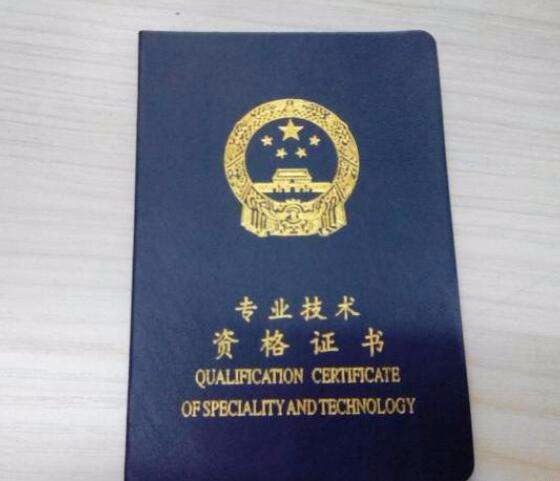 专业技术
资格证书
QUALIFICATION CERTIFICATE
OF SPECIALITY AND TECHNOLOGY